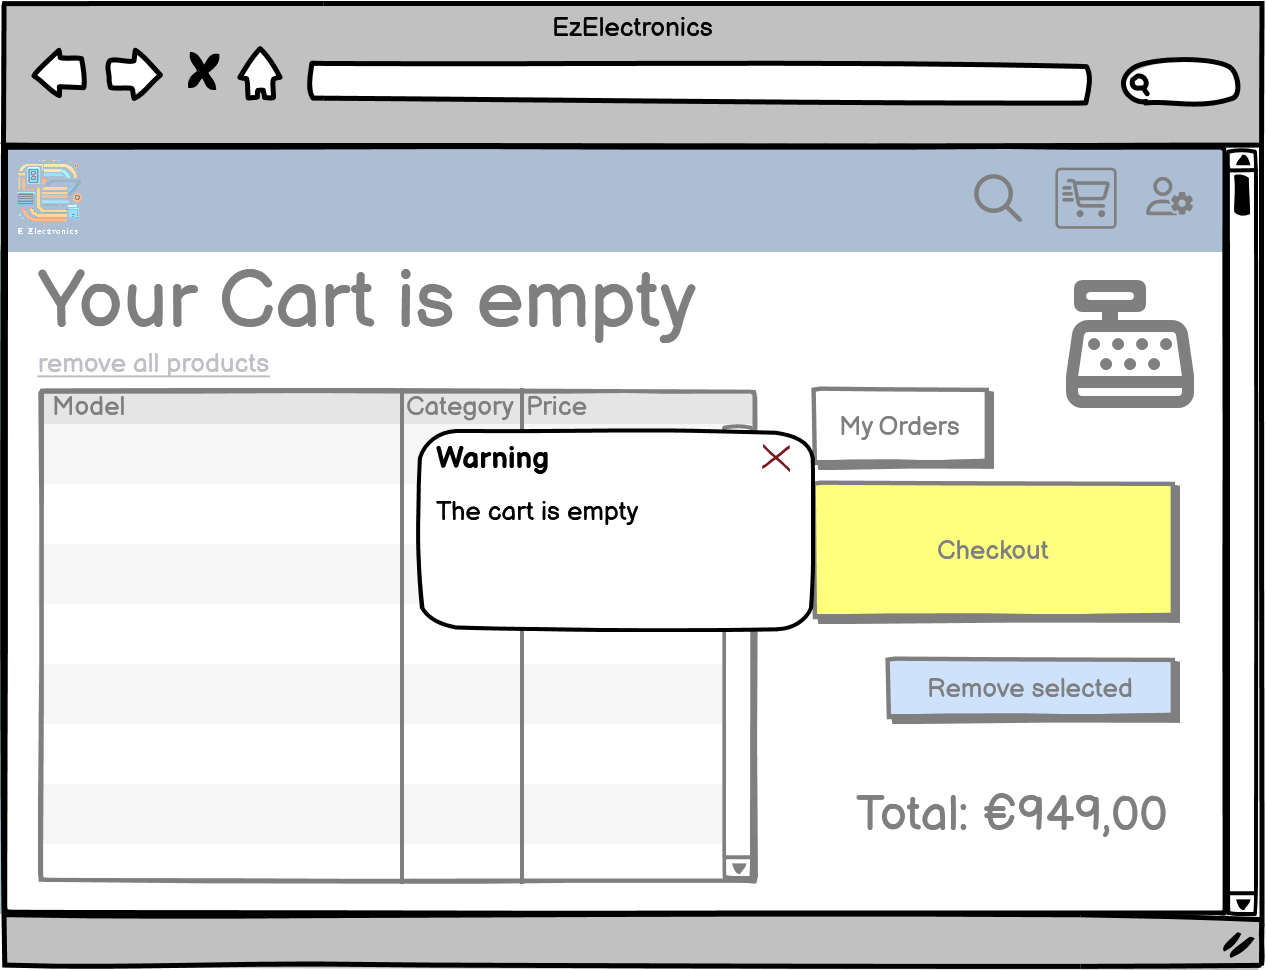 EzElectronics
E Electronics
Your Cart is empty
remove all products
Model Category Price
My Orders
Warning
The cart is empty
Checkout
Remove selected
Total: €949,00